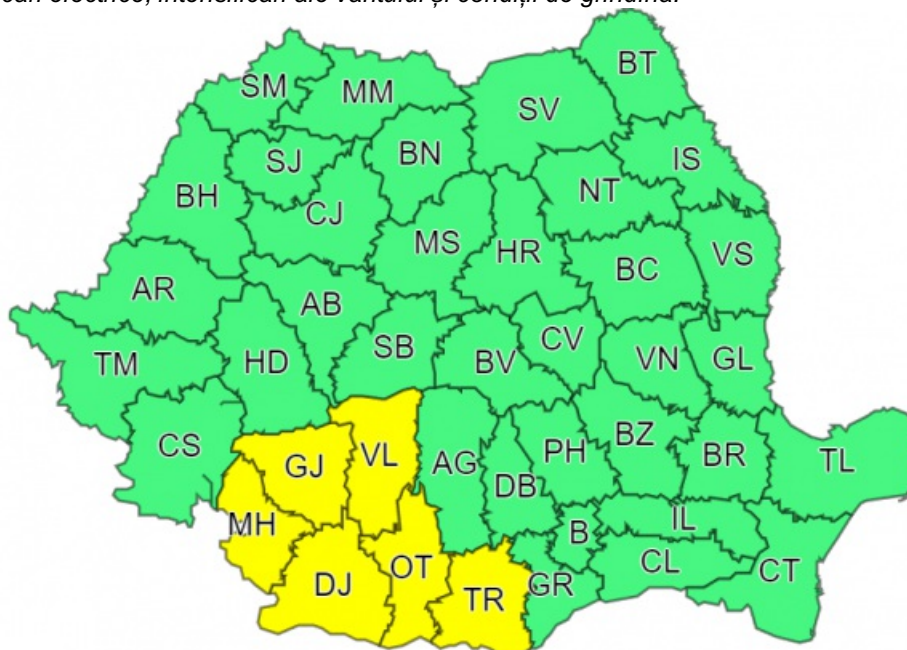 electrice, intensificări ale vântului și condiții de grindină.
BT
SM
MM
SV
SJ
BN
IS
BH
NT
CJ
MS
HR
VS
BC
AR
AB
SB
CV
VN
GL
TM
HD
BV
CS
GJ
VL
AG
PH
BZ
BR
TL
DB
MH
B
IL
DJ
OT
TR
GR
CL
CT